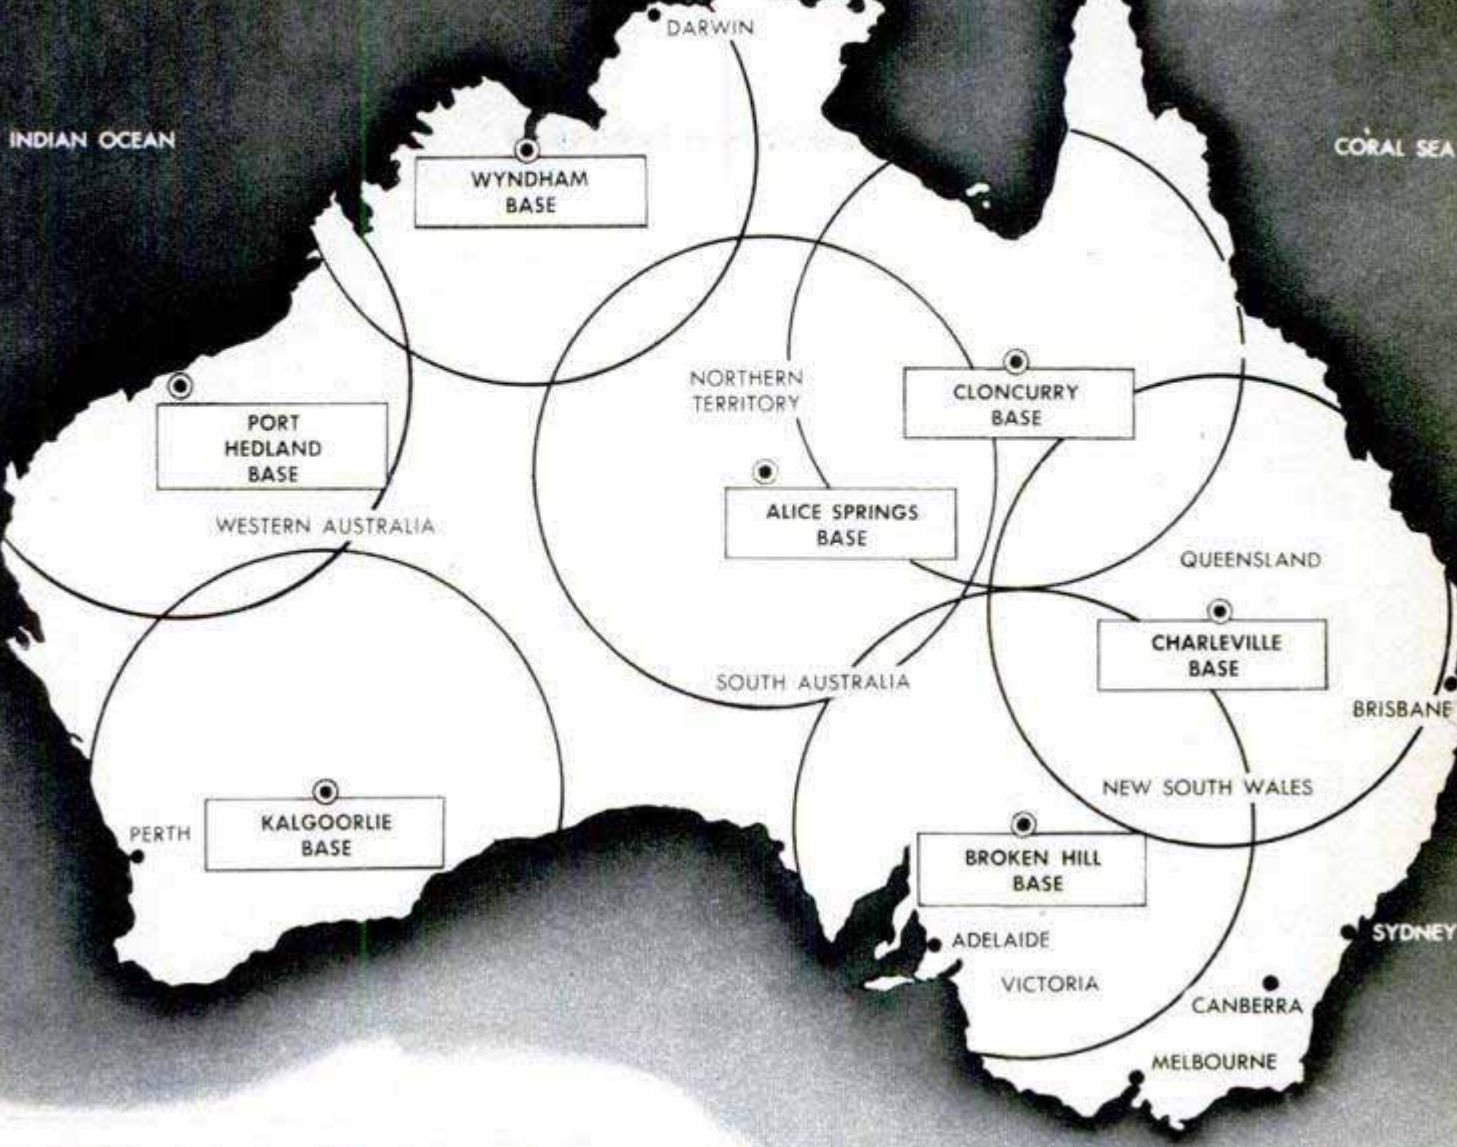 DARWIN
INDIAN OCEAN
CORAL SEA
WYNDHAM
BASE
NORTHERN
TERRITORY
CLONCURRY
BASE
PORT
HEDLAND
BASE
WESTERN AUSTRALIA
ALICE SPRINGS
BASE
QUEENSLAND
CHARLEVILLE
BASE
SOUTH AUSTRALIA
BRISBANE
NEW SOUTH WALES
PERTH
KALGOORLIE
BASE
BROKEN HILL
BASE
ADELAIDE
SYDNEY
VICTORIA
CANBERRA
MELBOURNE